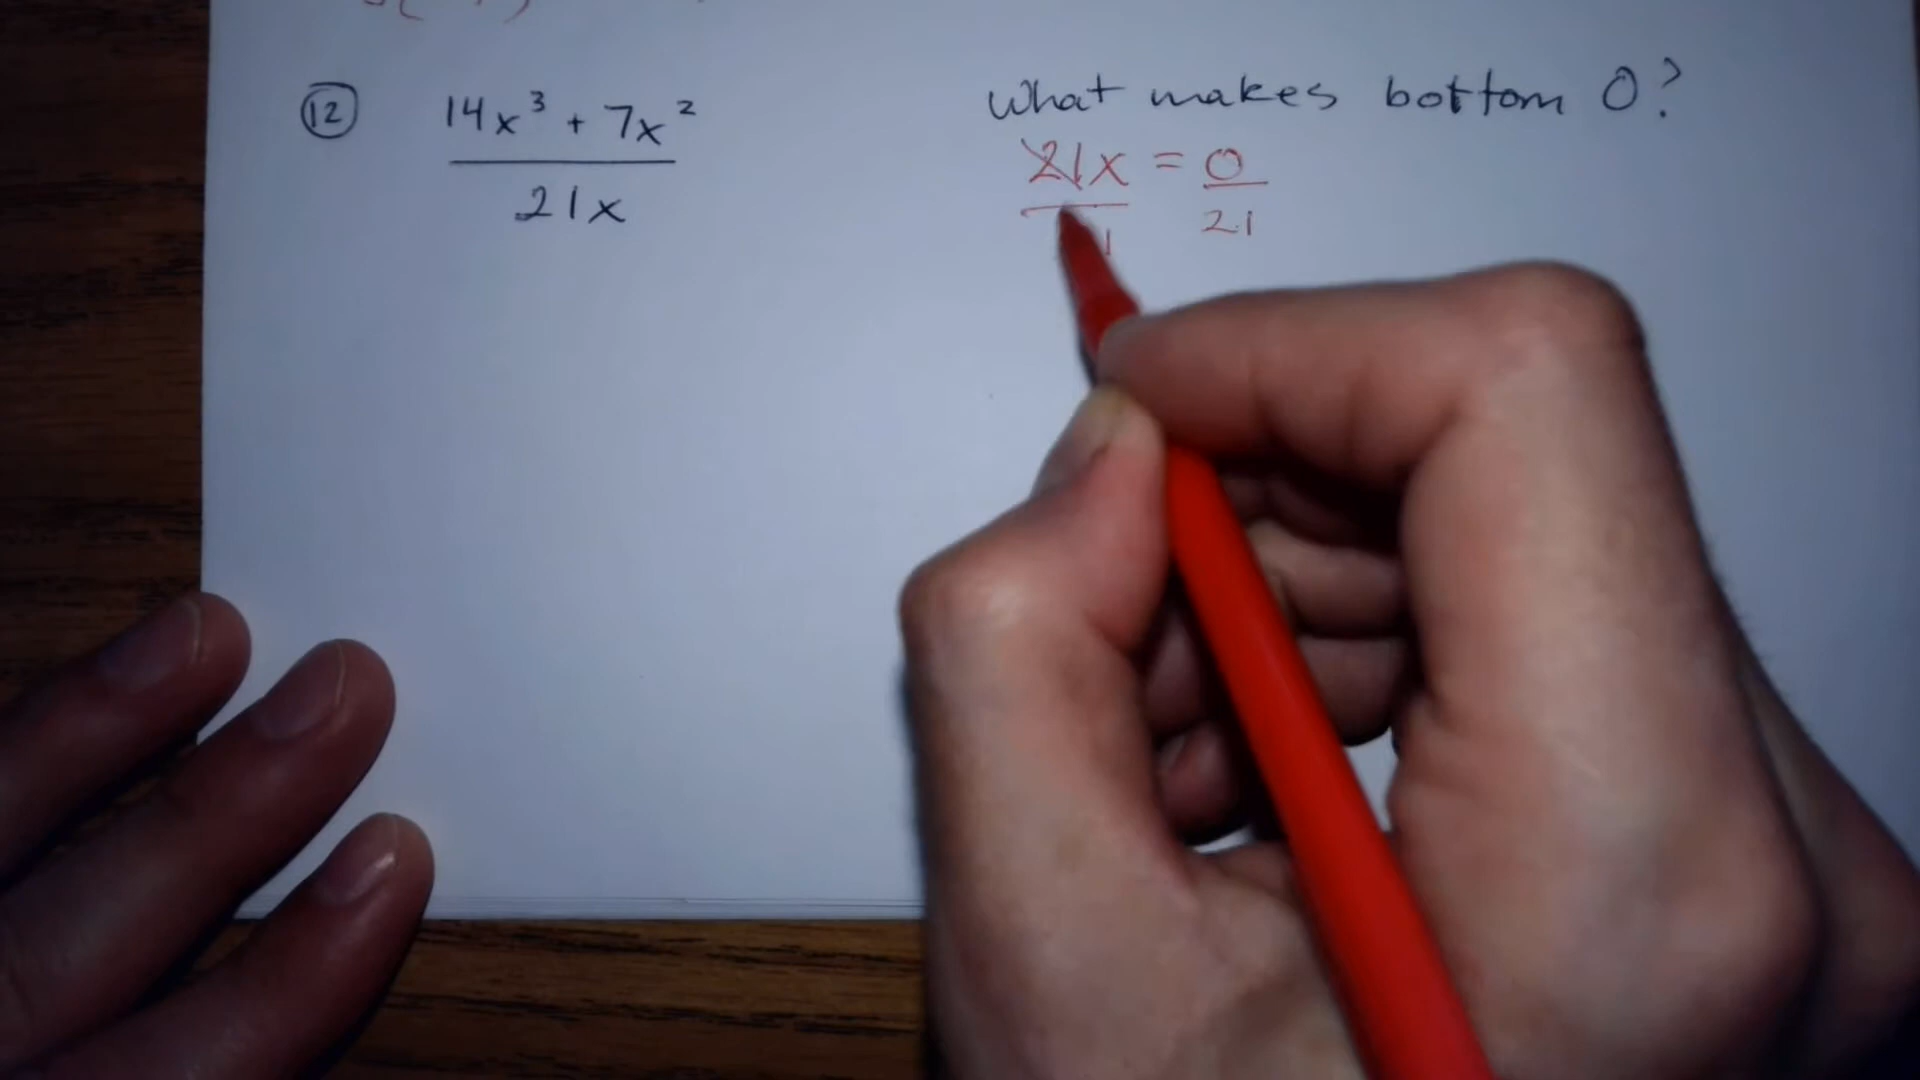 12 14x³ + 7x²
21x
What makes bottom 0?
21x = 0
21